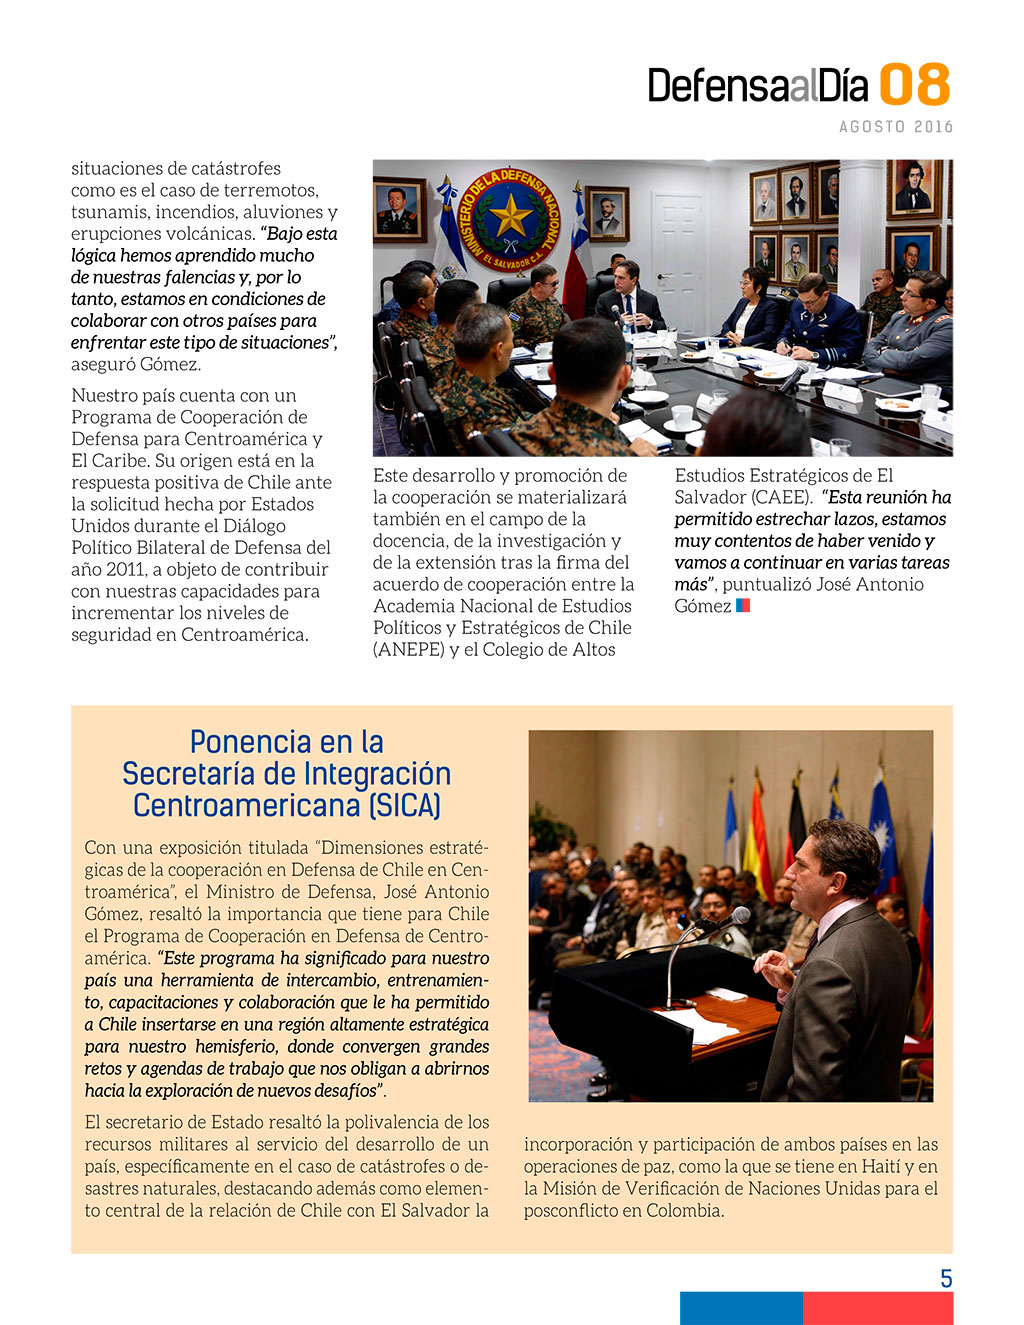 DefensaalDía 08
AGOSTO 2016
situaciones de catástrofes
como es el caso de terremotos,
tsunamis, incendios, aluviones y
erupciones volcánicas. “Bajo esta
lógica hemos aprendido mucho
de nuestras falencias y, por lo
tanto, estamos en condiciones de
colaborar con otros países para
enfrentar este tipo de situaciones”,
aseguró Gómez.
Nuestro país cuenta con un
Programa de Cooperación de
Defensa para Centroamérica y
El Caribe. Su origen está en la
respuesta positiva de Chile ante
la solicitud hecha por Estados
Unidos durante el Diálogo
Político Bilateral de Defensa del
año 2011, a objeto de contribuir
con nuestras capacidades para
incrementar los niveles de
seguridad en Centroamérica.
MINISTERIO DE LA DEFENSA NACIONAL
EL SALVADOR C.A.
Este desarrollo y promoción de
la cooperación se materializará
también en el campo de la
docencia, de la investigación y
de la extensión tras la firma del
acuerdo de cooperación entre la
Academia Nacional de Estudios
Políticos y Estratégicos de Chile
(ANEPE) y el Colegio de Altos
Estudios Estratégicos de El
Salvador (CAEE). “Esta reunión ha
permitido estrechar lazos, estamos
muy contentos de haber venido y
vamos a continuar en varias tareas
más”, puntualizó José Antonio
Gómez
Ponencia en la
Secretaría de Integración
Centroamericana (SICA)
Con una exposición titulada “Dimensiones estraté-
gicas de la cooperación en Defensa de Chile en Cen-
troamérica”, el Ministro de Defensa, José Antonio
Gómez, resaltó la importancia que tiene para Chile
el Programa de Cooperación en Defensa de Centro-
américa. “Este programa ha significado para nuestro
país una herramienta de intercambio, entrenamien-
to, capacitaciones y colaboración que le ha permitido
a Chile insertarse en una región altamente estratégica
para nuestro hemisferio, donde convergen grandes
retos y agendas de trabajo que nos obligan a abrirnos
hacia la exploración de nuevos desafíos”.
El secretario de Estado resaltó la polivalencia de los
recursos militares al servicio del desarrollo de un
país, específicamente en el caso de catástrofes o de-
sastres naturales, destacando además como elemen-
to central de la relación de Chile con El Salvador la
incorporación y participación de ambos países en las
operaciones de paz, como la que se tiene en Haití y en
la Misión de Verificación de Naciones Unidas para el
posconflicto en Colombia.
5